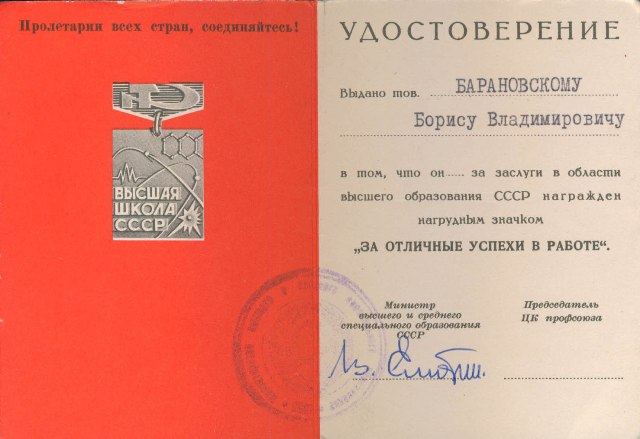 Пролетарии всех стран, соединяйтесь!
ВЫСШАЯ
ШКОЛА
СССР
УДОСТОВЕРЕНИЕ
Выдано тов. БАРАНОВСКОМУ
Борису Владимировичу
в том, что он..... за заслуги в области
высшего образования СССР награжден
нагрудным значком
„ЗА ОТЛИЧНЫЕ УСПЕХИ В РАБОТЕ“.
Министр
высшего и среднего
специального образования
СССР
Председатель
ЦК профсоюза